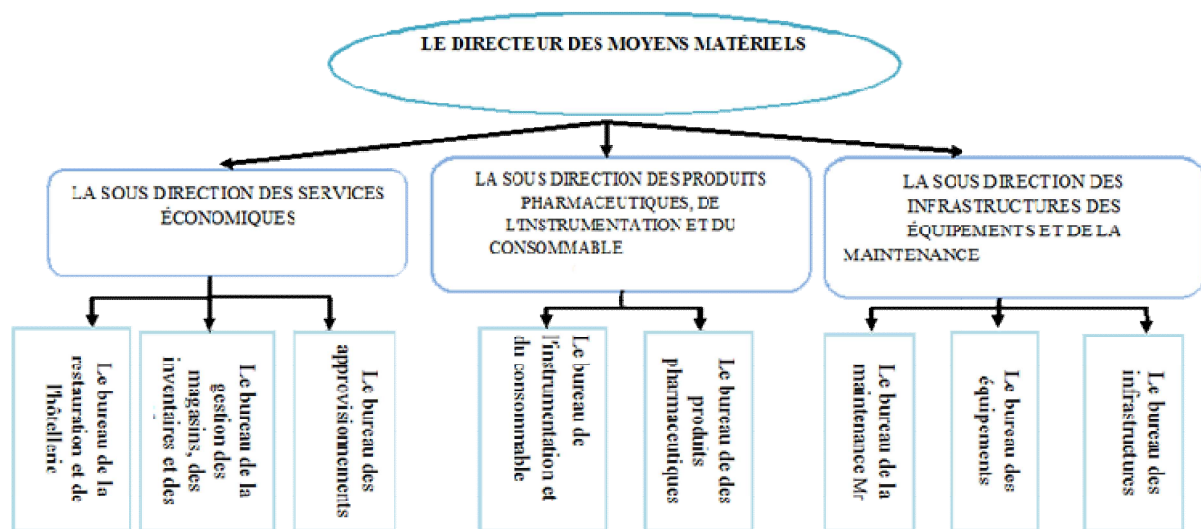 LE DIRECTEUR DES MOYENS MATÉRIELS
LA SOUS DIRECTION DES SERVICES
ÉCONOMIQUES
LA SOUS DIRECTION DES PRODUITS
PHARMACEUTIQUES, DE
L'INSTRUMENTATION ET DU
CONSOMMABLE
LA SOUS DIRECTION DES
INFRASTRUCTURES DES
ÉQUIPEMENTS ET DE LA
MAINTENANCE
Le bureau de la
restauration et de
l'hôtellerie
Le bureau de la
gestion des
magasins, des
inventaires et des
Le bureau des
approvisionnements
Le bureau de
l'instrumentation et
du consommable
Le bureau de des
produits
pharmaceutiques
Le bureau de la
maintenance Mr
Le bureau des
équipements
Le bureau des
infrastructures